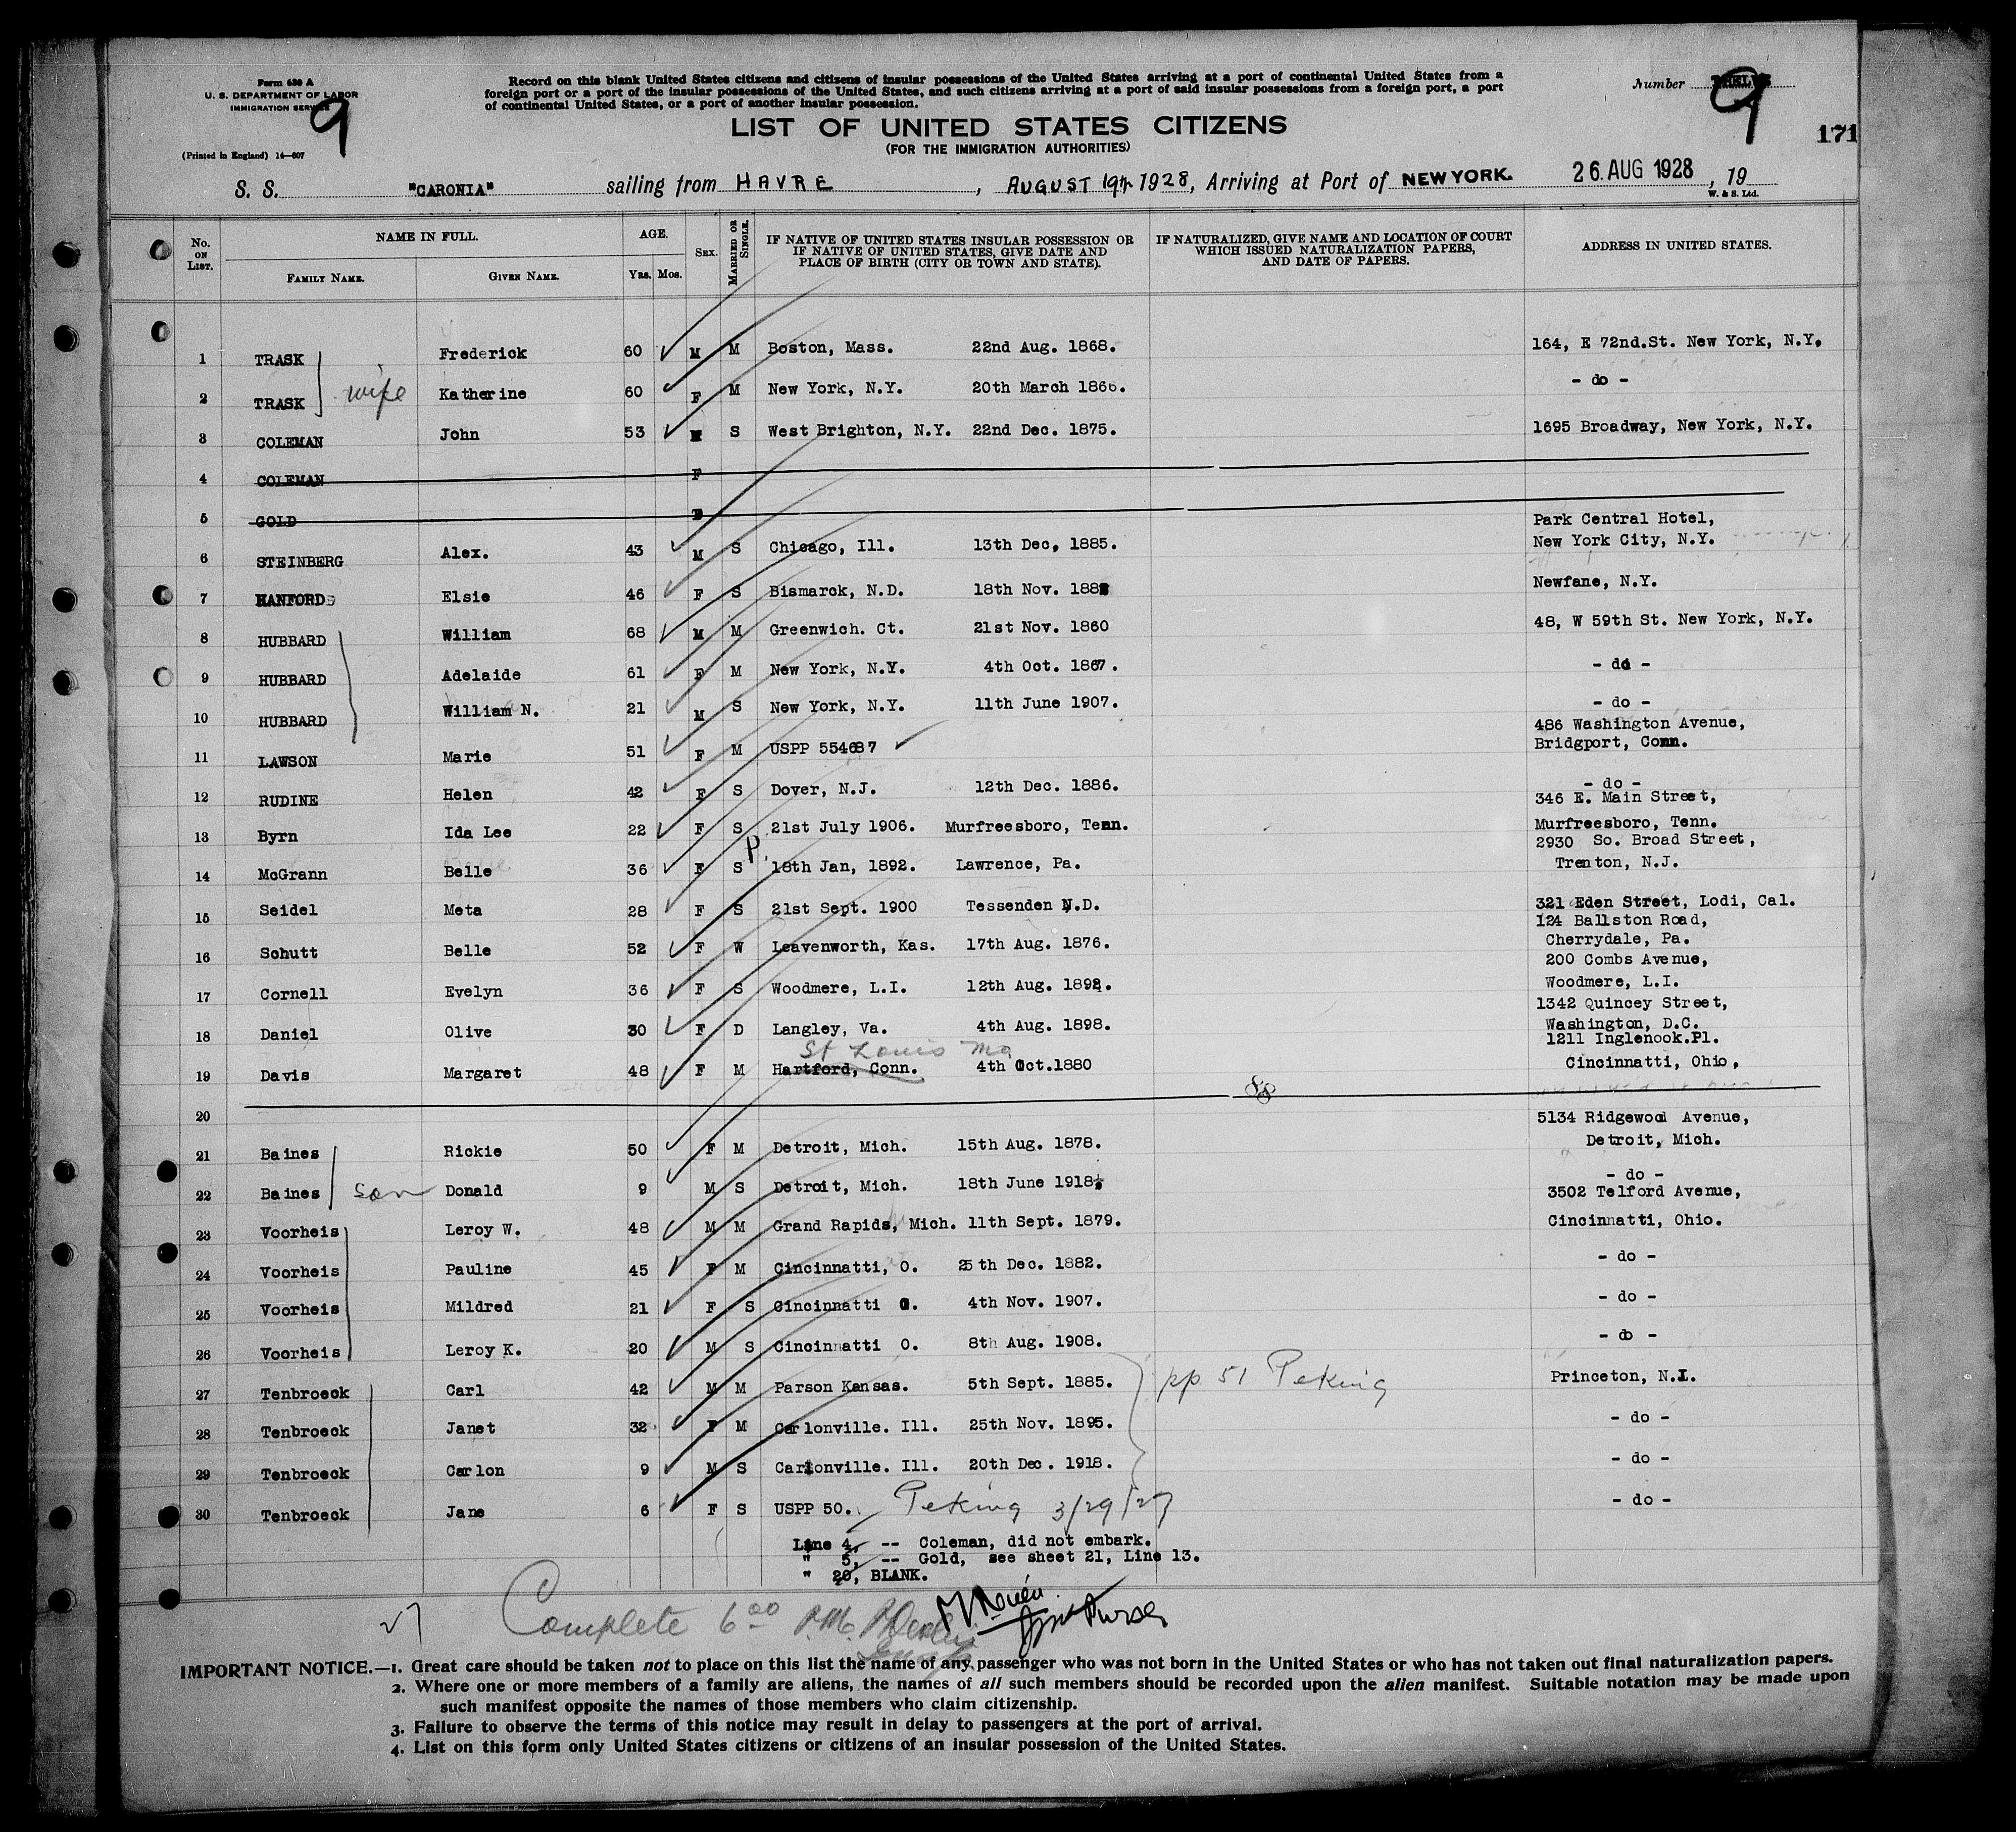 Form 630 A
U. S. DEPARTMENT OF LABOR
IMMIGRATION SERVICE
9
(Printed in England) 14—607
Record on this blank United States citizens and citizens of insular possessions of the United States arriving at a port of continental United States from a
foreign port or a port of the insular possessions of the United States, and such citizens arriving at a port of said insular possessions from a foreign port, a port
of continental United States, or a port of another insular possession.
Number 9
171
LIST OF UNITED STATES CITIZENS
(FOR THE IMMIGRATION AUTHORITIES)
S. S. "CARONIA" sailing from HAVRE, AUGUST 19th 1928, Arriving at Port of NEW YORK. 26 AUG 1928, 19
W. & S. Ltd.
No. ON LIST. NAME IN FULL. FAMILY NAME. GIVEN NAME. AGE. YRS. MOS. SEX. MARRIED OR SINGLE. IF NATIVE OF UNITED STATES INSULAR POSSESSION OR IF NATIVE OF UNITED STATES, GIVE DATE AND PLACE OF BIRTH (CITY OR TOWN AND STATE). IF NATURALIZED, GIVE NAME AND LOCATION OF COURT WHICH ISSUED NATURALIZATION PAPERS, AND DATE OF PAPERS. ADDRESS IN UNITED STATES.
1 TRASK Frederick 60 M M Boston, Mass. 22nd Aug. 1868. 164, E 72nd.St. New York, N.Y.
2 TRASK wife Katherine 60 F M New York, N.Y. 20th March 1866. - do -
3 COLEMAN John 53 M S West Brighton, N.Y. 22nd Dec. 1875. 1695 Broadway, New York, N.Y.
4 COLEMAN F
5 GOLD
6 STEINBERG Alex. 43 M S Chicago, Ill. 13th Dec. 1885. Park Central Hotel,
New York City, N.Y.
7 HANFORDS Elsie 46 F S Bismarck, N.D. 18th Nov. 188 Newfane, N.Y.
8 HUBBARD William 68 M M Greenwich. Ct. 21st Nov. 1860 48, W 59th St. New York, N.Y.
9 HUBBARD Adelaide 61 F M New York, N.Y. 4th Oct. 1867. - do -
10 HUBBARD William N. 21 M S New York, N.Y. 11th June 1907. - do -
11 LAWSON Marie 51 F M USPP 554687 486 Washington Avenue,
Bridgport, Conn.
12 RUDINE Helen 42 F S Dover, N.J. 12th Dec. 1886. - do -
13 Byrn Ida Lee 22 F S 21st July 1906. Murfreesboro, Tenn. 346 E. Main Street,
Murfreesboro, Tenn.
14 McGrann Belle 36 F S P. 18th Jan, 1892. Lawrence, Pa. 2930 So. Broad Street,
Trenton, N.J.
15 Seidel Meta 28 F S 21st Sept. 1900 Tessenden N.D. 321 Eden Street, Lodi, Cal.
16 Schutt Belle 52 F W Leavenworth, Kas. 17th Aug. 1876. 124 Ballston Road,
Cherrydale, Pa.
17 Cornell Evelyn 36 F S Woodmere, L.I. 12th Aug. 1892. 200 Combs Avenue,
Woodmere, L.I.
18 Daniel Olive 30 F D Langley, Va. 4th Aug. 1898. 1342 Quincey Street,
Washington, D.C.
St Louis Mo
19 Davis Margaret 48 F M Hartford, Conn. 4th Oct.1880 1211 Inglenook.Pl.
Cincinnatti, Ohio,
20
21 Baines Rickie 50 F M Detroit, Mich. 15th Aug. 1878. 5134 Ridgewood Avenue,
Detroit, Mich.
22 Baines son Donald 9 M S Detroit, Mich. 18th June 1918 - do -
23 Voorheis Leroy W. 48 M M Grand Rapids, Mich. 11th Sept. 1879. 3502 Telford Avenue,
Cincinnatti, Ohio.
24 Voorheis Pauline 45 F M Cincinnatti, O. 25th Dec. 1882. - do -
25 Voorheis Mildred 21 F S Cincinnatti O. 4th Nov. 1907. - do -
26 Voorheis Leroy K. 20 M S Cincinnatti O. 8th Aug. 1908. - do -
27 Tenbroeck Carl 42 M M Parson Kansas. 5th Sept. 1885. pp 51 Peking Princeton, N.J.
28 Tenbroeck Janet 32 F M Carlonville. Ill. 25th Nov. 1895. - do -
29 Tenbroeck Carlon 9 M S Carlonville. Ill. 20th Dec. 1918. - do -
30 Tenbroeck Jane 6 F S USPP 50. Peking 3/29/27 - do -
Line 4, -- Coleman, did not embark.
" 5, -- Gold, see sheet 21, Line 13.
" 20, BLANK.
27 Complete 6 00 P.M.
IMPORTANT NOTICE.—1. Great care should be taken not to place on this list the name of any passenger who was not born in the United States or who has not taken out final naturalization papers.
2. Where one or more members of a family are aliens, the names of all such members should be recorded upon the alien manifest. Suitable notation may be made upon
such manifest opposite the names of those members who claim citizenship.
3. Failure to observe the terms of this notice may result in delay to passengers at the port of arrival.
4. List on this form only United States citizens or citizens of an insular possession of the United States.